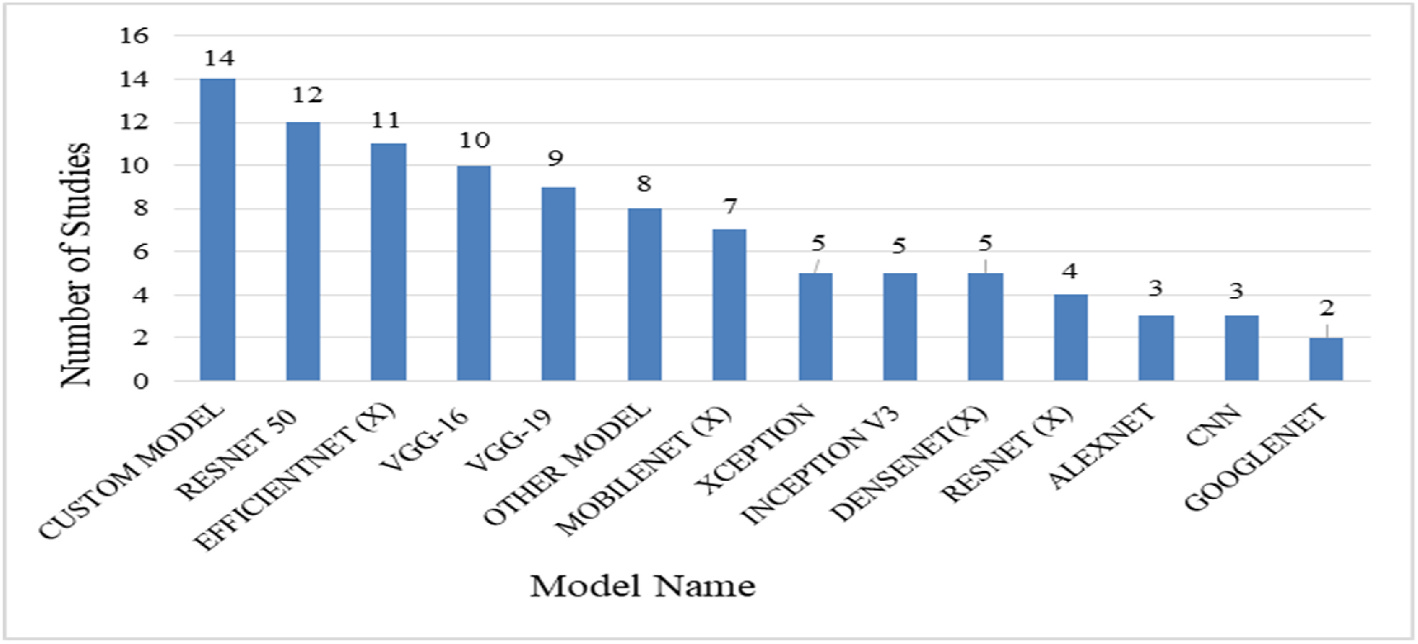 16
14
12
10
8
6
4
2
0
Number of Studies
14
12
11
10
9
8
7
5
5
5
4
3
3
2
CUSTOM MODEL
RESNET 50
EFFICIENTNET (X)
VGG-16
VGG-19
OTHER MODEL
MOBILENET (X)
XCEPTION
INCEPTION V3
DENSENET(X)
RESNET (X)
ALEXNET
CNN
GOOGLENET
Model Name